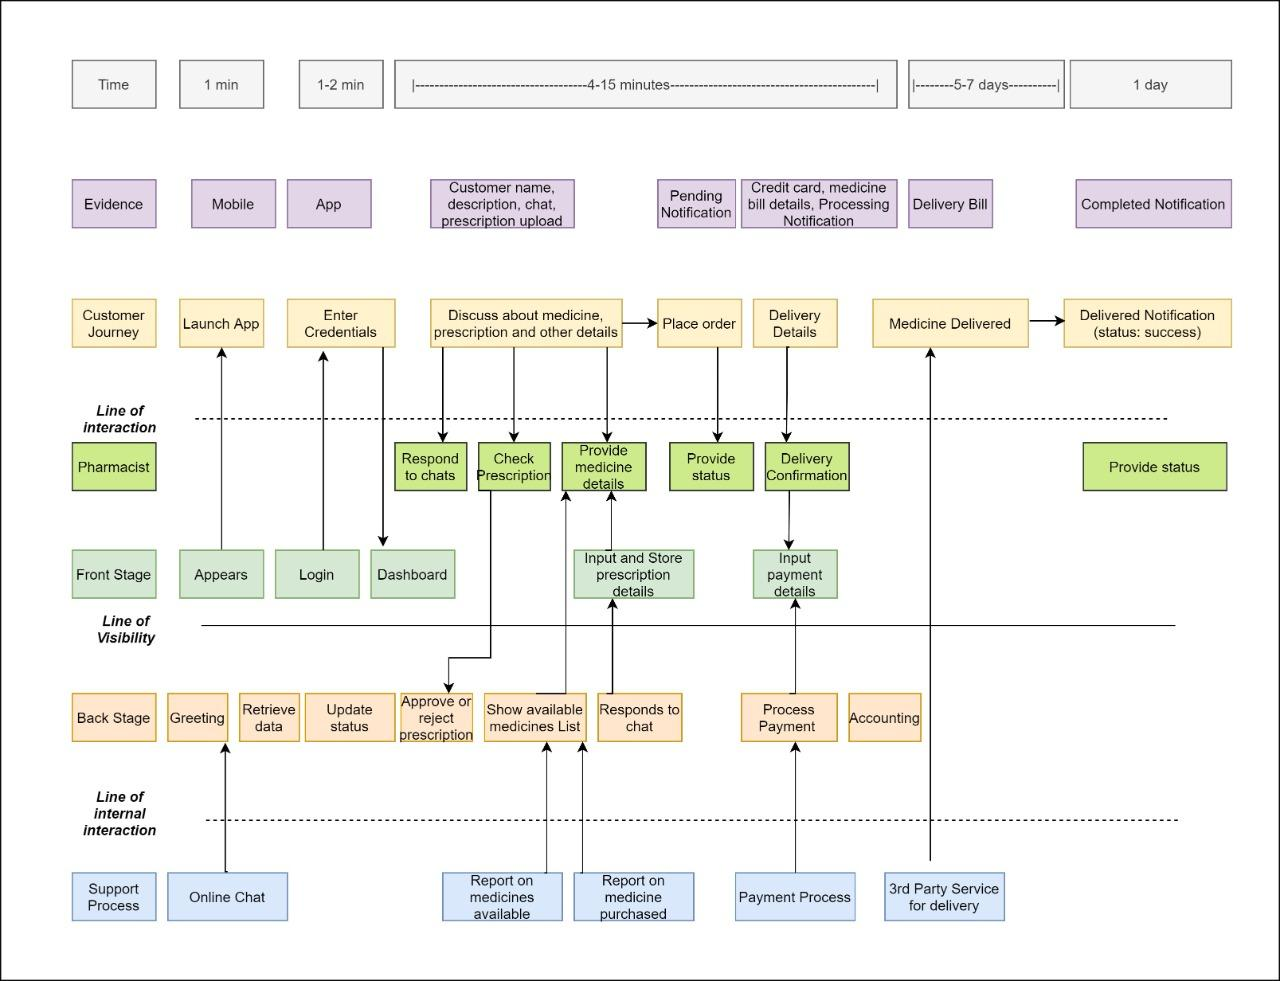 Time
1 min
1-2 min
|------------------------------------4-15 minutes-------------------------------------------|
|--------5-7 days----------|
1 day
Evidence
Mobile
App
Customer name,
description, chat,
prescription upload
Pending
Notification
Credit card, medicine
bill details, Processing
Notification
Delivery Bill
Completed Notification
Customer
Journey
Launch App
Enter
Credentials
Discuss about medicine,
prescription and other details
Place order
Delivery
Details
Medicine Delivered
Delivered Notification
(status: success)
Line of
interaction
Pharmacist
Respond
to chats
Check
Prescription
Provide
medicine
details
Provide
status
Delivery
Confirmation
Provide status
Front Stage
Appears
Login
Dashboard
Input and Store
prescription
details
Input
payment
details
Line of
Visibility
Back Stage
Greeting
Retrieve
data
Update
status
Approve or
reject
prescription
Show available
medicines List
Responds to
chat
Process
Payment
Accounting
Line of
internal
interaction
Support
Process
Online Chat
Report on
medicines
available
Report on
medicine
purchased
Payment Process
3rd Party Service
for delivery